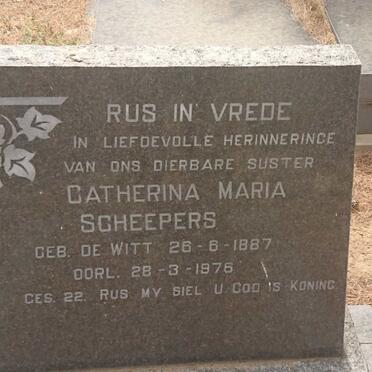 RUS IN VREDE
IN LIEFDEVOLLE HERINNERINGE
VAN ONS DIERBARE SUSTER
CATHERINA MARIA
SCHEEPERS
GEB. DE WITT 26-6-1887
OORL. 28-3-1976
GES. 22. RUS MY SIEL U GOD IS KONING